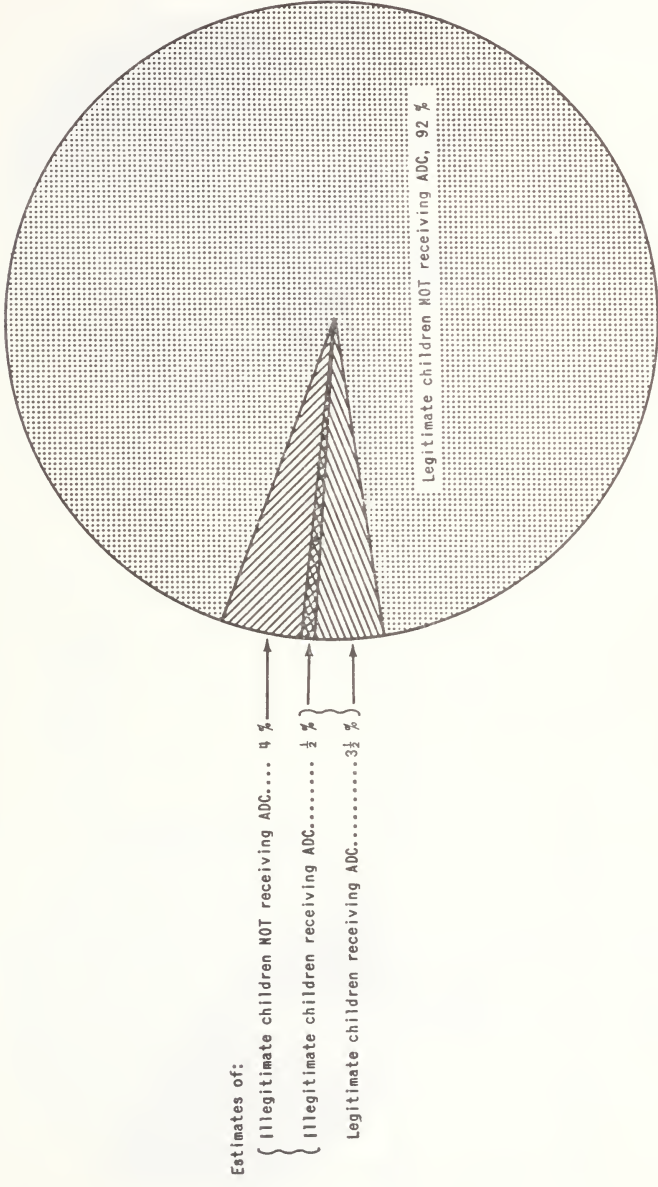 Estimates of:
Illegitimate children NOT receiving ADC.... 4 %
Illegitimate children receiving ADC........ ½ %
Legitimate children receiving ADC..........3½ %
Legitimate children NOT receiving ADC, 92 %